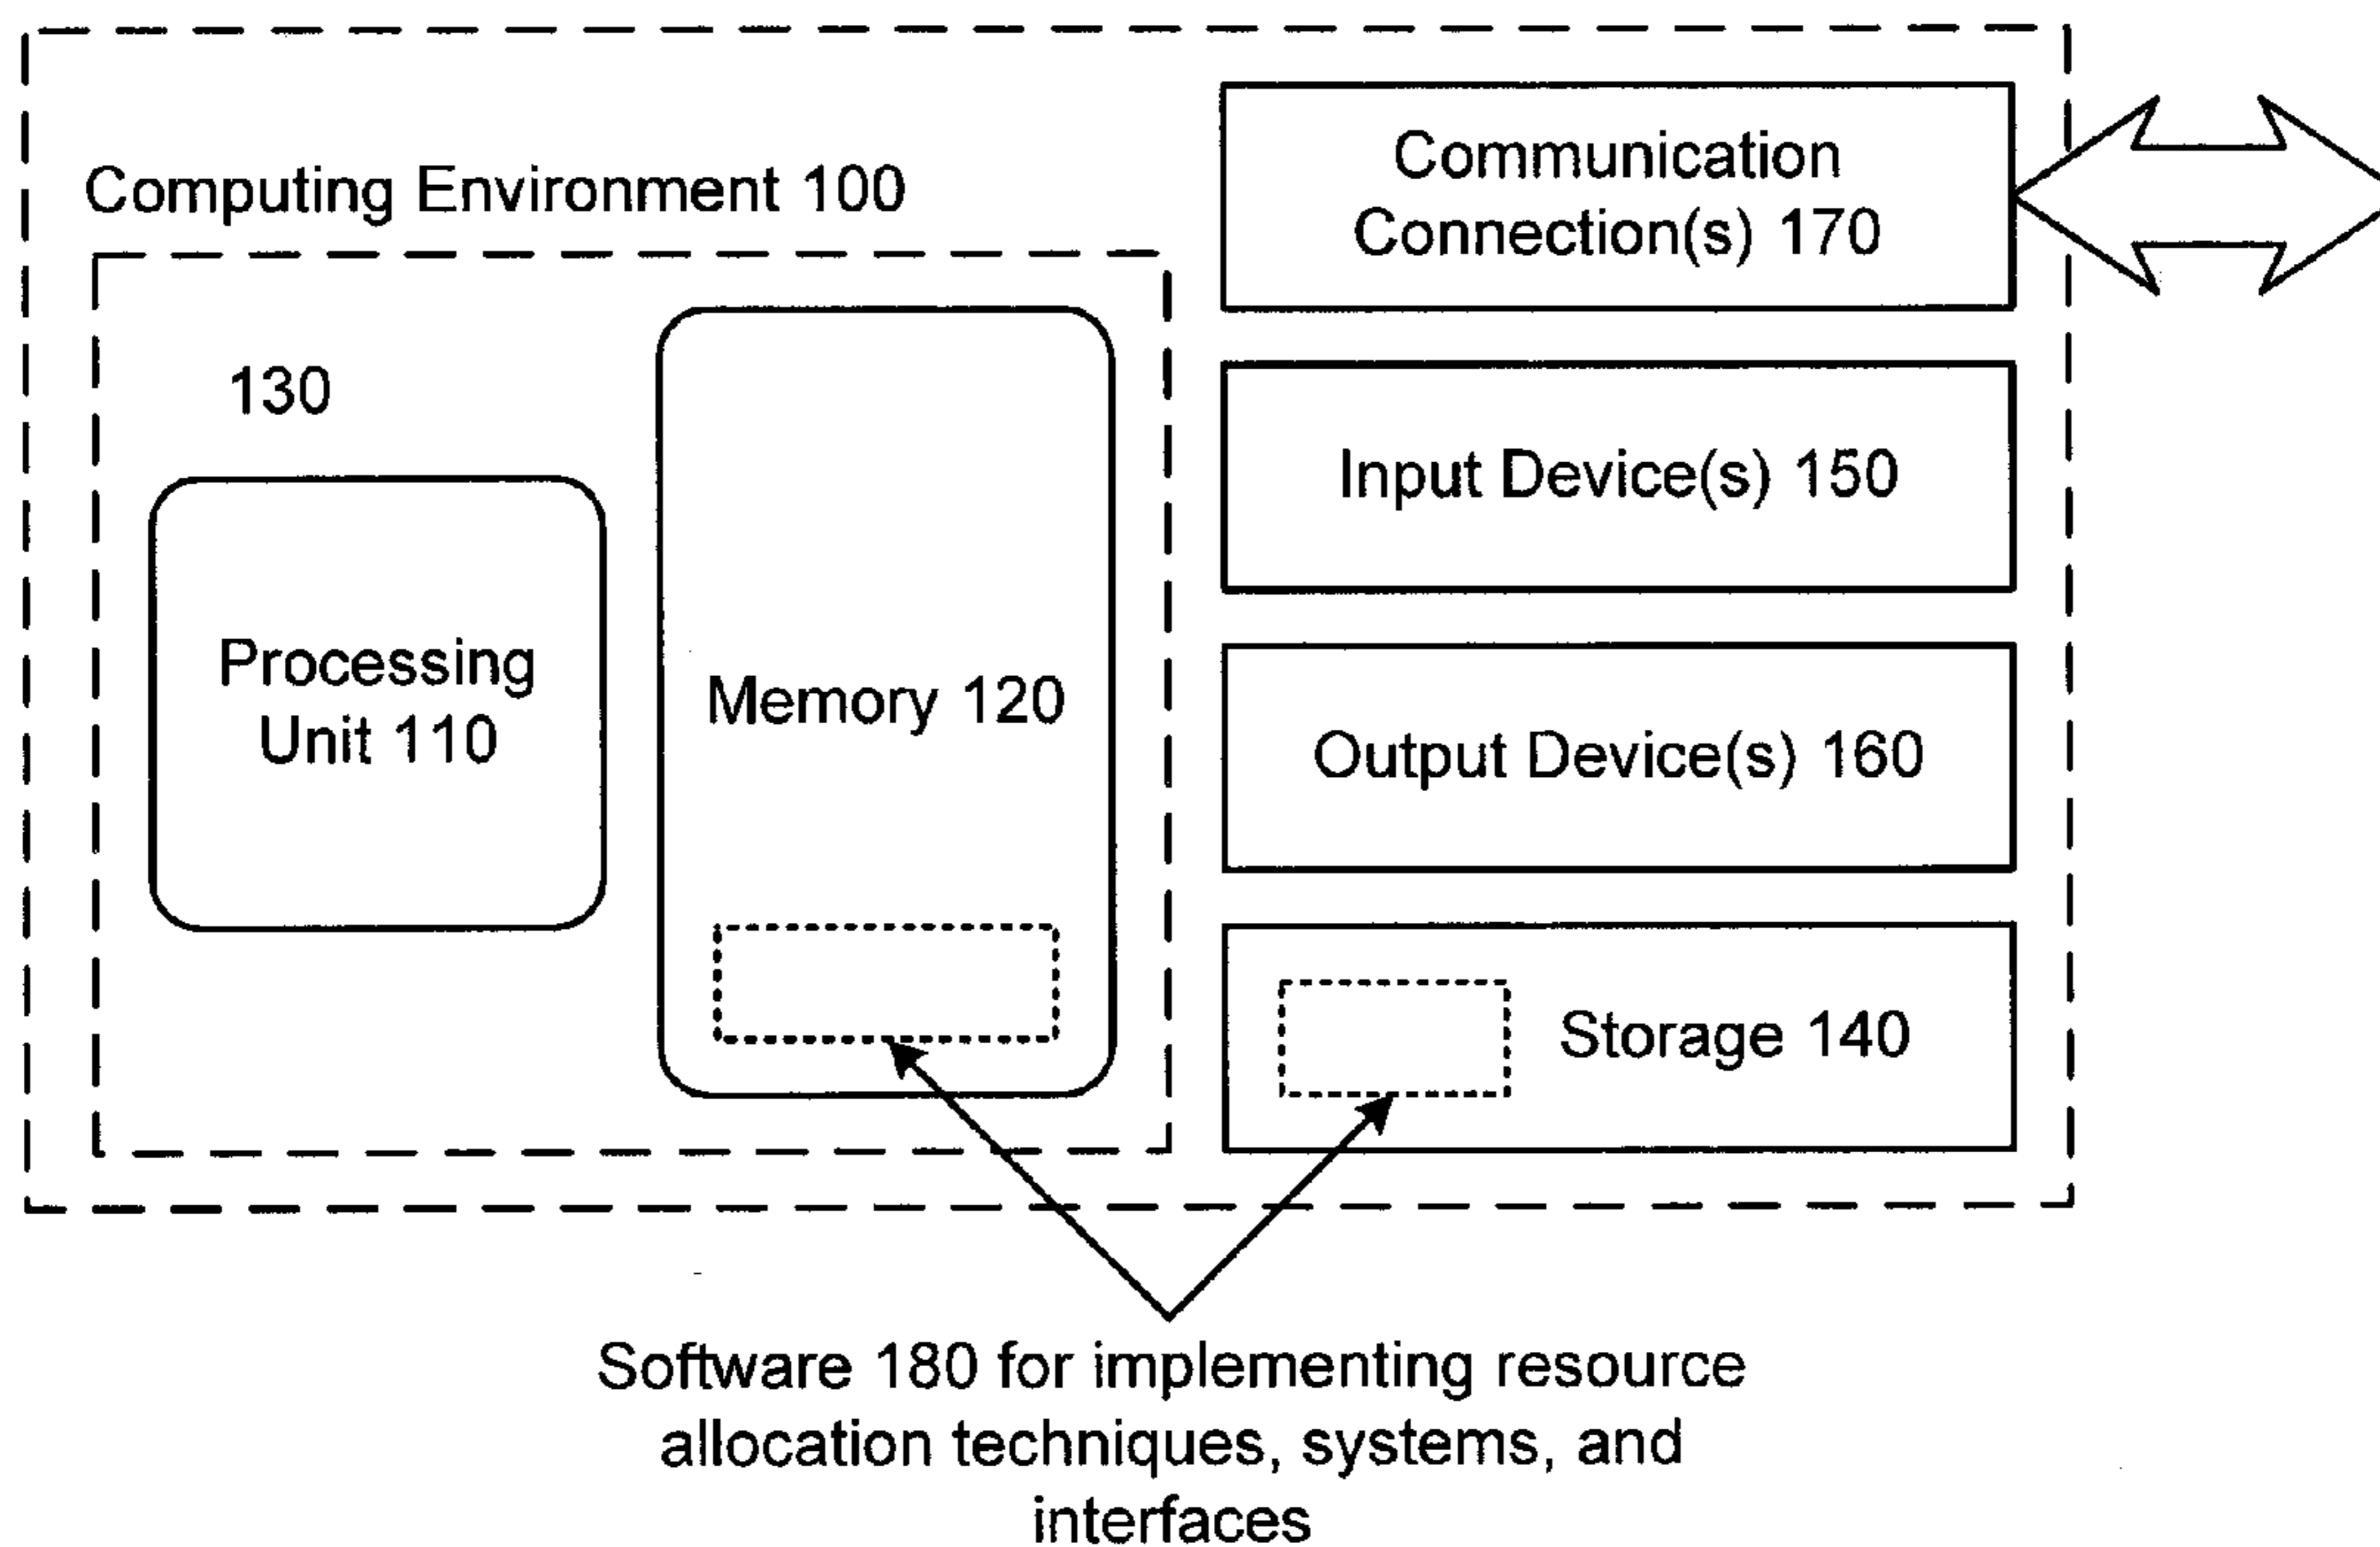 Computing Environment 100
130
Processing
Unit 110
Memory 120
Communication
Connection(s) 170
Input Device(s) 150
Output Device(s) 160
Storage 140
Software 180 for implementing resource
allocation techniques, systems, and
interfaces